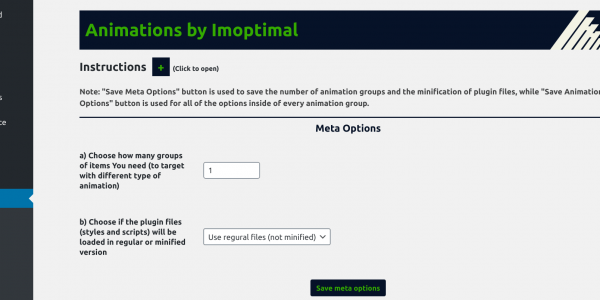 Animations by Imoptimal
Instructions + (Click to open)
Note: "Save Meta Options" button is used to save the number of animation groups and the minification of plugin files, while "Save Animation
Options" button is used for all of the options inside of every animation group.
Meta Options
a) Choose how many groups
of items You need (to target
with different type of
animation)
1
b) Choose if the plugin files
(styles and scripts) will be
loaded in regular or minified
version
Use regural files (not minified)
Save meta options